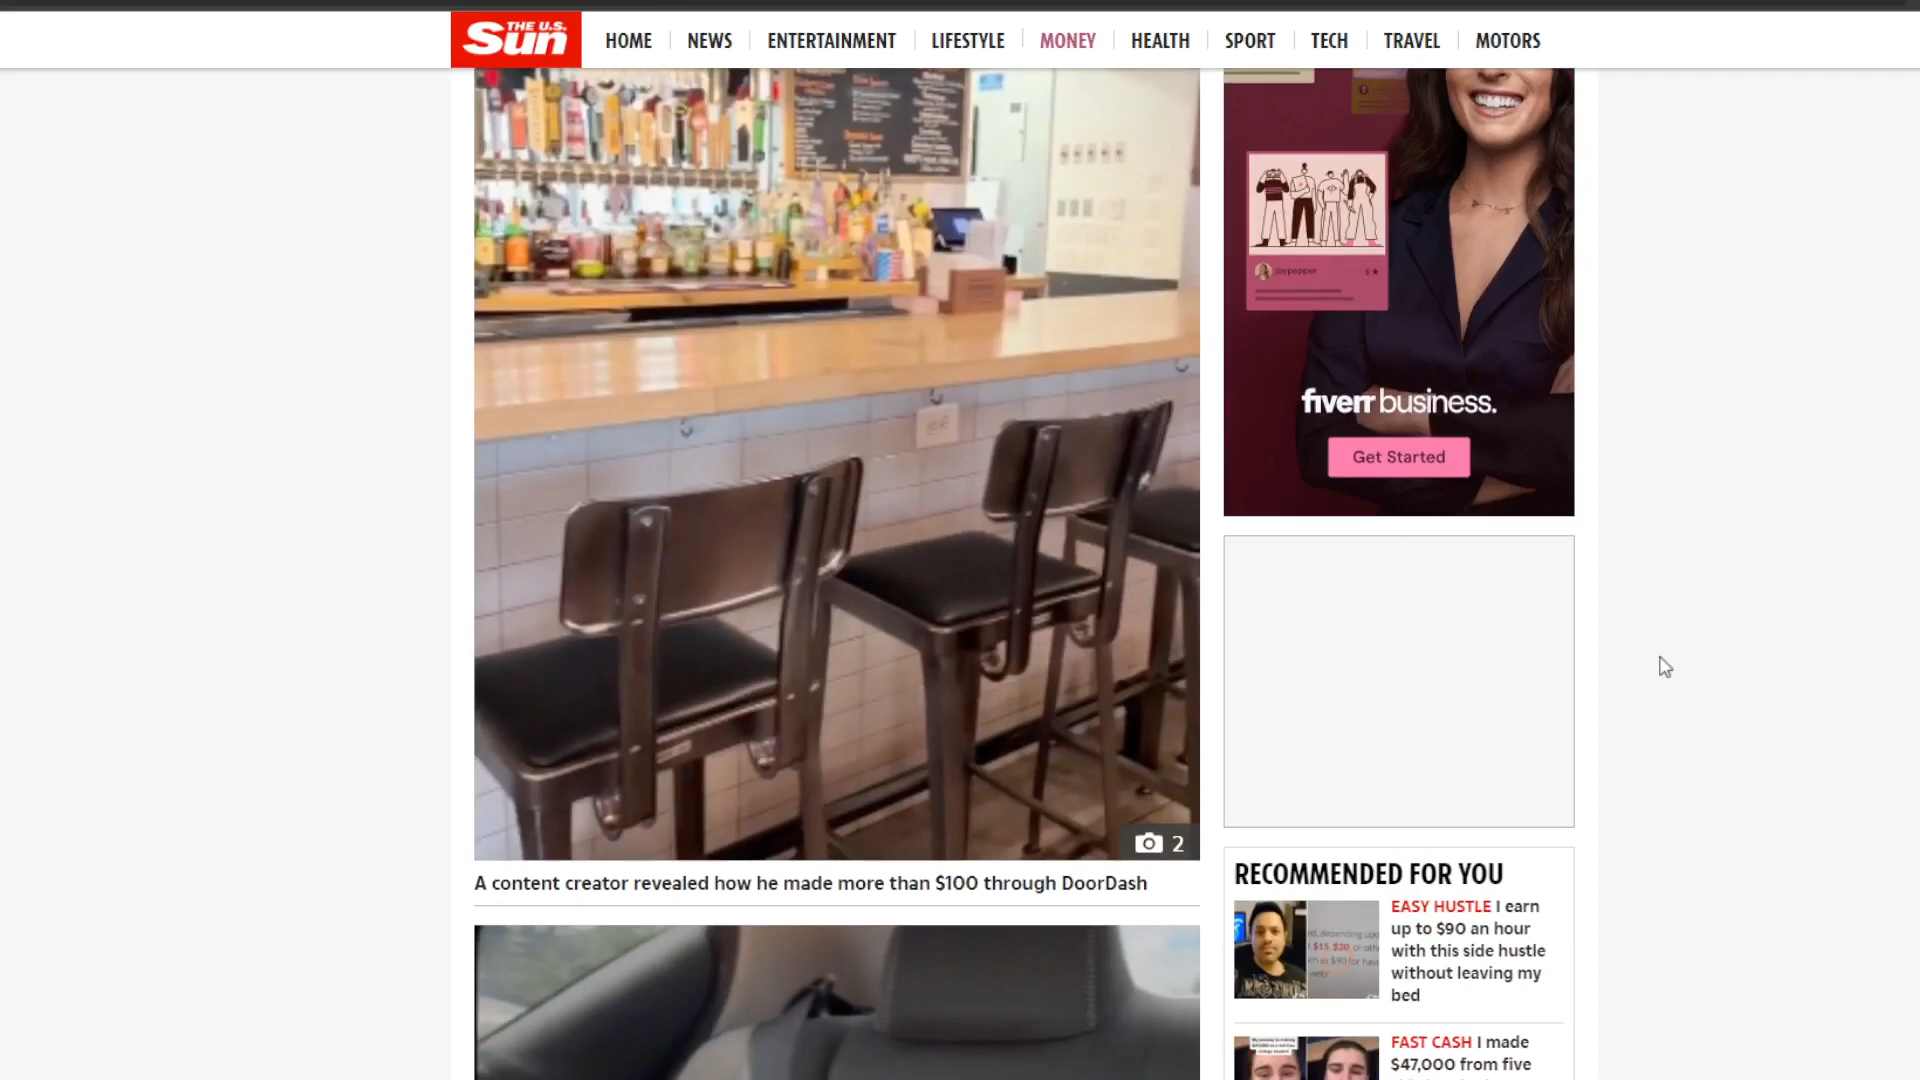 THE U.S.
Sun
HOME
NEWS
ENTERTAINMENT
LIFESTYLE
MONEY
HEALTH
SPORT
TECH
TRAVEL
MOTORS
joypepper
5 ★
fiverr business.
Get Started
2
A content creator revealed how he made more than $100 through DoorDash
RECOMMENDED FOR YOU
EASY HUSTLE I earn
up to $90 an hour
with this side hustle
without leaving my
bed
FAST CASH I made
$47,000 from five